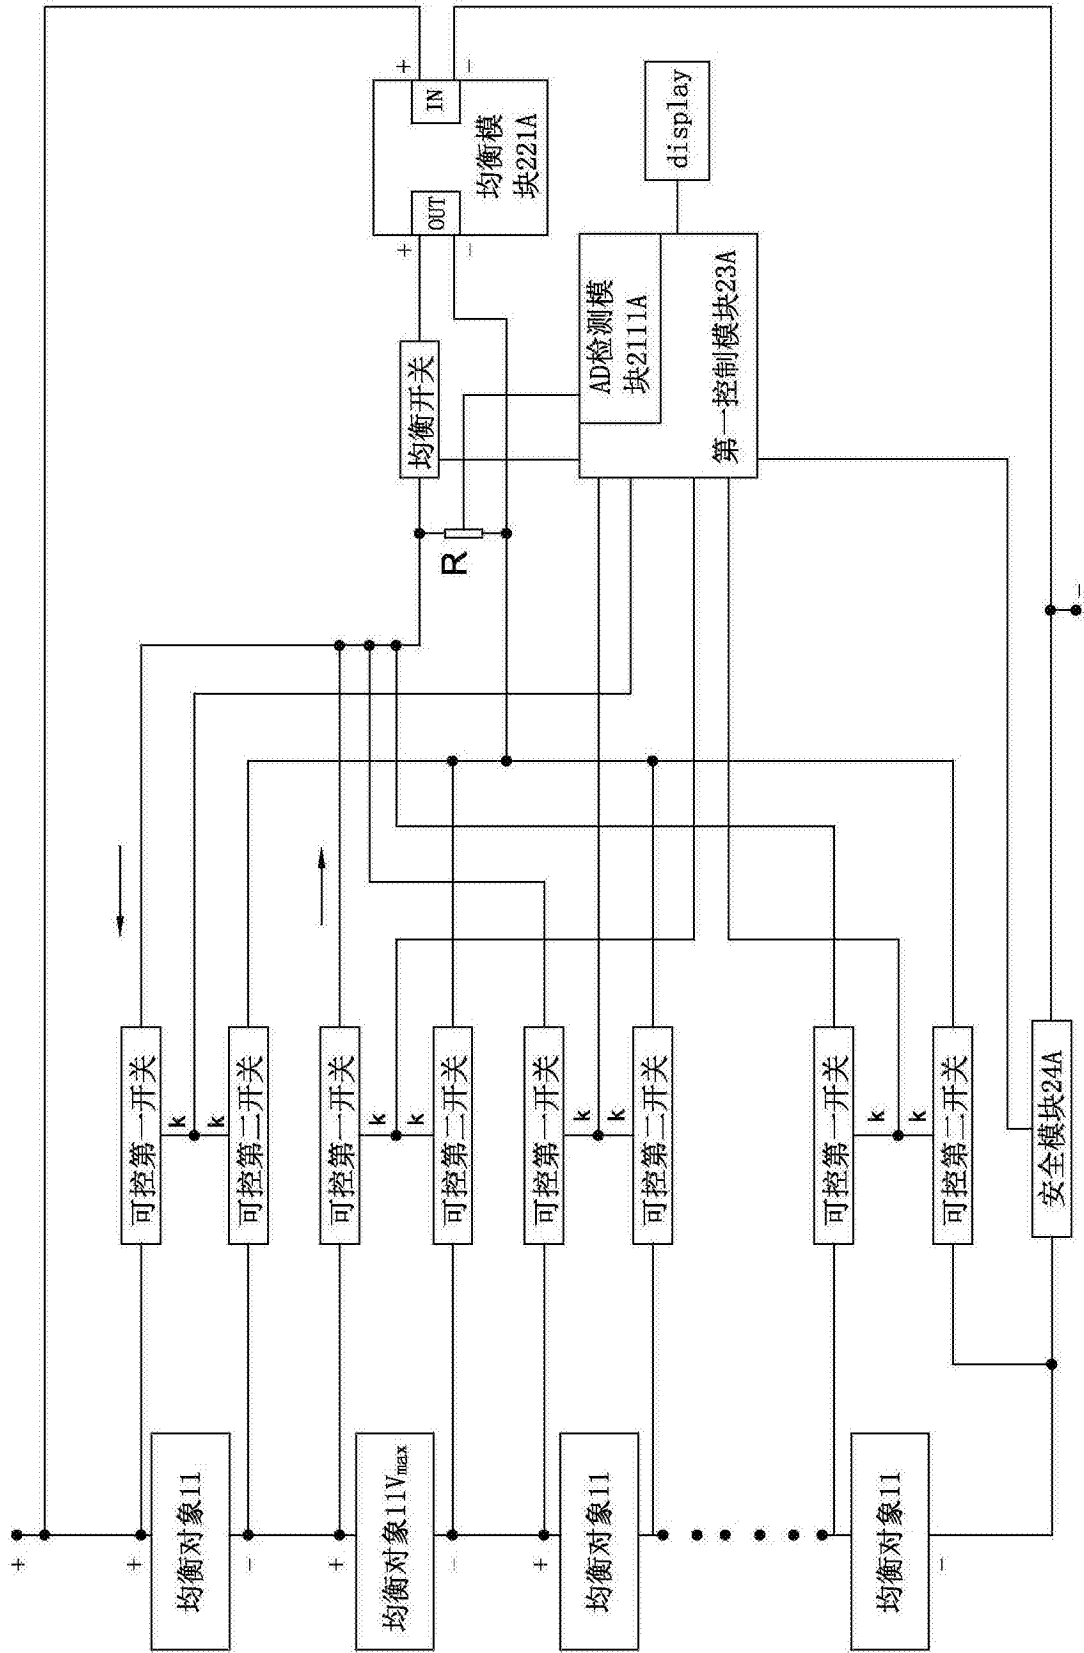 +
均衡对象11
+
-
均衡对象11Vmax
+
-
均衡对象11
+
均衡对象11
-
可控第一开关
k
k
可控第二开关
可控第一开关
k
k
可控第二开关
可控第一开关
k
k
可控第二开关
可控第一开关
k
k
可控第二开关
安全模块24A
-
R
均衡开关
+
-
OUT
IN
均衡模
块221A
+
-
AD检测模
块2111A
第一控制模块23A
display